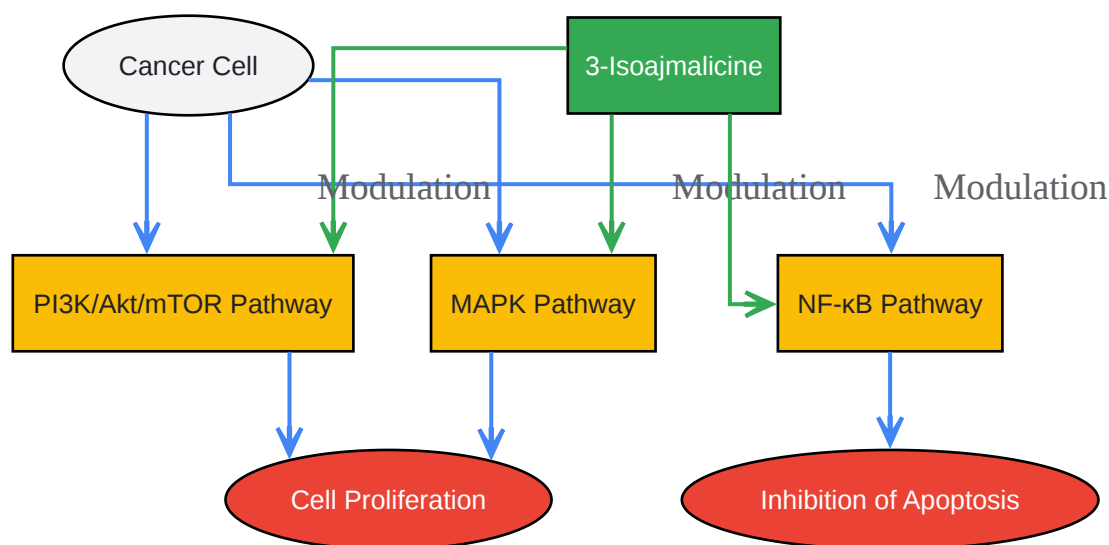 Cancer Cell
3-Isoajmalicine
Modulation
Modulation
Modulation
PI3K/Akt/mTOR Pathway
MAPK Pathway
NF-κB Pathway
Cell Proliferation
Inhibition of Apoptosis